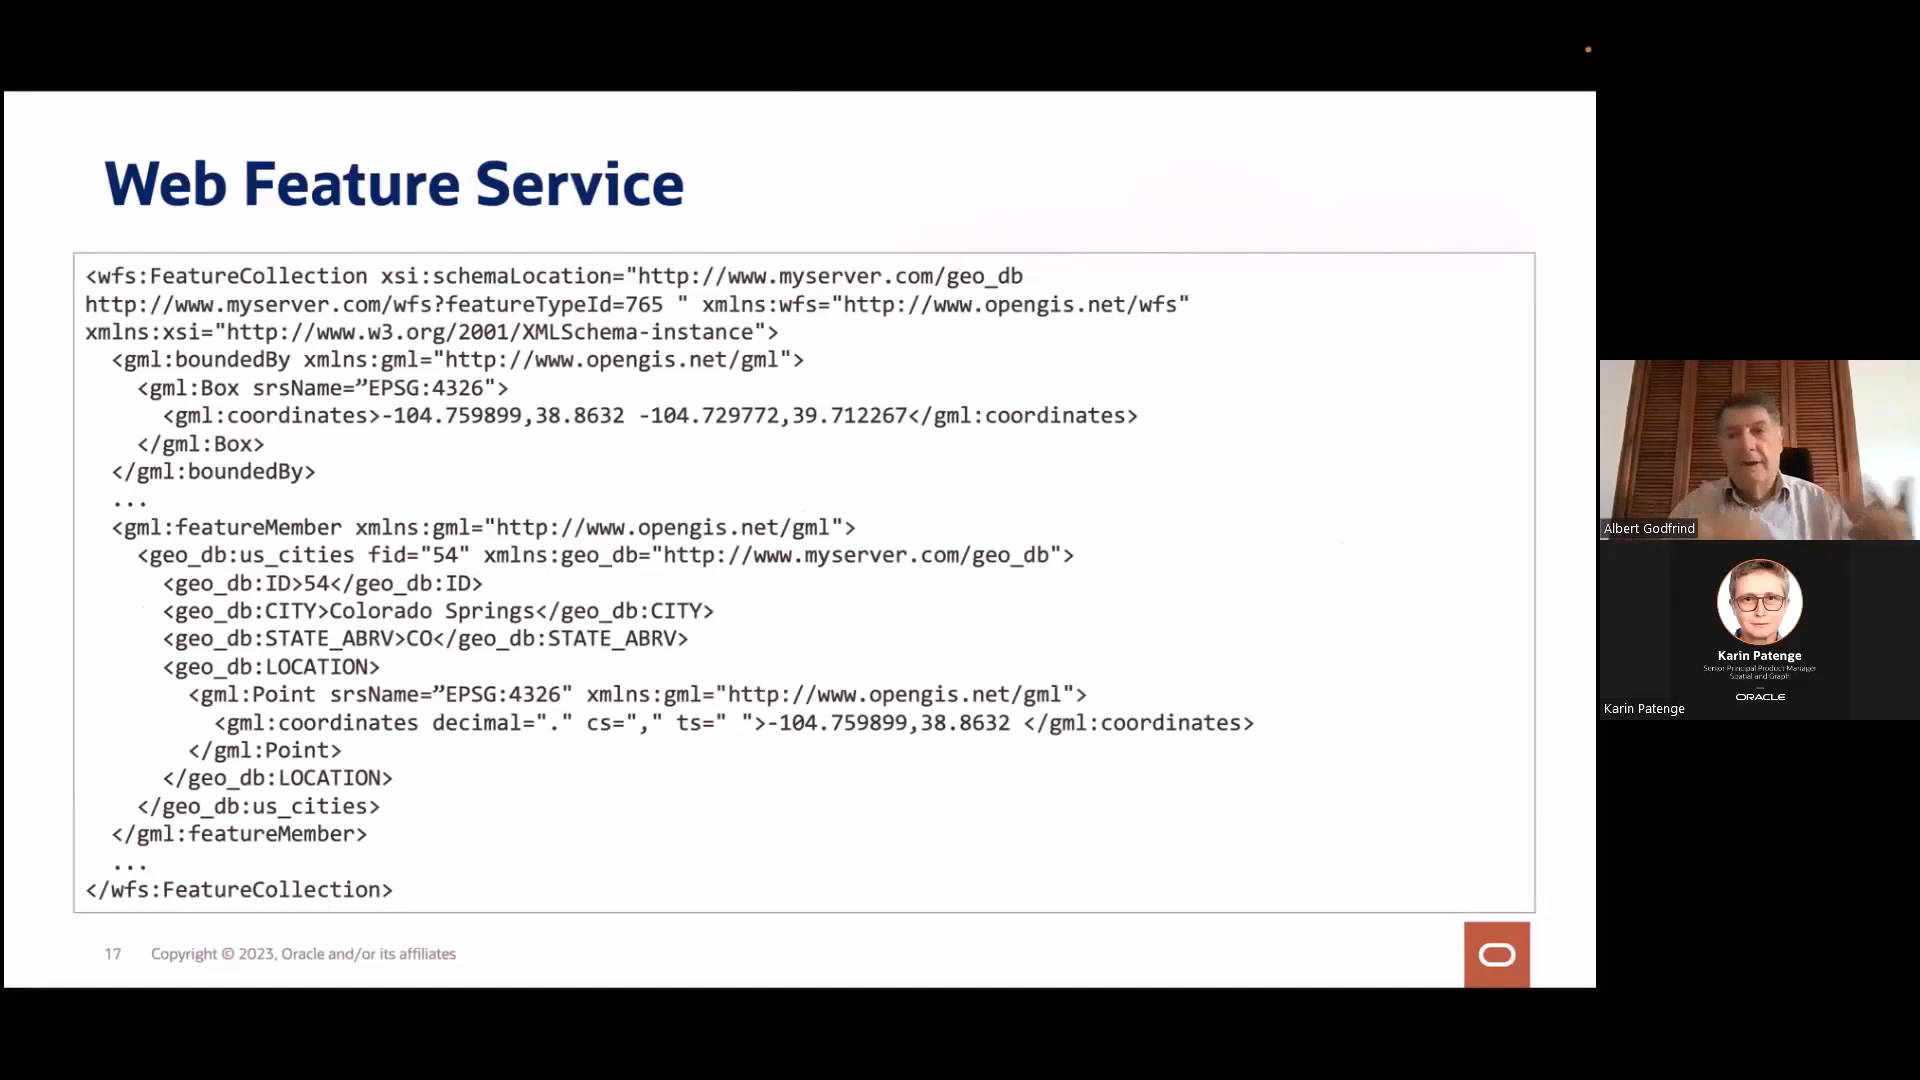 Web Feature Service
<wfs:FeatureCollection xsi:schemaLocation="http://www.myserver.com/geo_db
http://www.myserver.com/wfs?featureTypeId=765 " xmlns:wfs="http://www.opengis.net/wfs"
xmlns:xsi="http://www.w3.org/2001/XMLSchema-instance">
<gml:boundedBy xmlns:gml="http://www.opengis.net/gml">
<gml:Box srsName=”EPSG:4326">
<gml:coordinates>-104.759899,38.8632 -104.729772,39.712267</gml:coordinates>
</gml:Box>
</gml:boundedBy>
...
<gml:featureMember xmlns:gml="http://www.opengis.net/gml">
<geo_db:us_cities fid="54" xmlns:geo_db="http://www.myserver.com/geo_db">
<geo_db:ID>54</geo_db:ID>
<geo_db:CITY>Colorado Springs</geo_db:CITY>
<geo_db:STATE_ABRV>CO</geo_db:STATE_ABRV>
<geo_db:LOCATION>
<gml:Point srsName=”EPSG:4326" xmlns:gml="http://www.opengis.net/gml">
<gml:coordinates decimal="." cs="," ts=" ">-104.759899,38.8632 </gml:coordinates>
</gml:Point>
</geo_db:LOCATION>
</geo_db:us_cities>
</gml:featureMember>
...
</wfs:FeatureCollection>
17 Copyright © 2023, Oracle and/or its affiliates
Albert Godfrind
Karin Patenge
Senior Principal Product Manager
Spatial and Graph
ORACLE
Karin Patenge